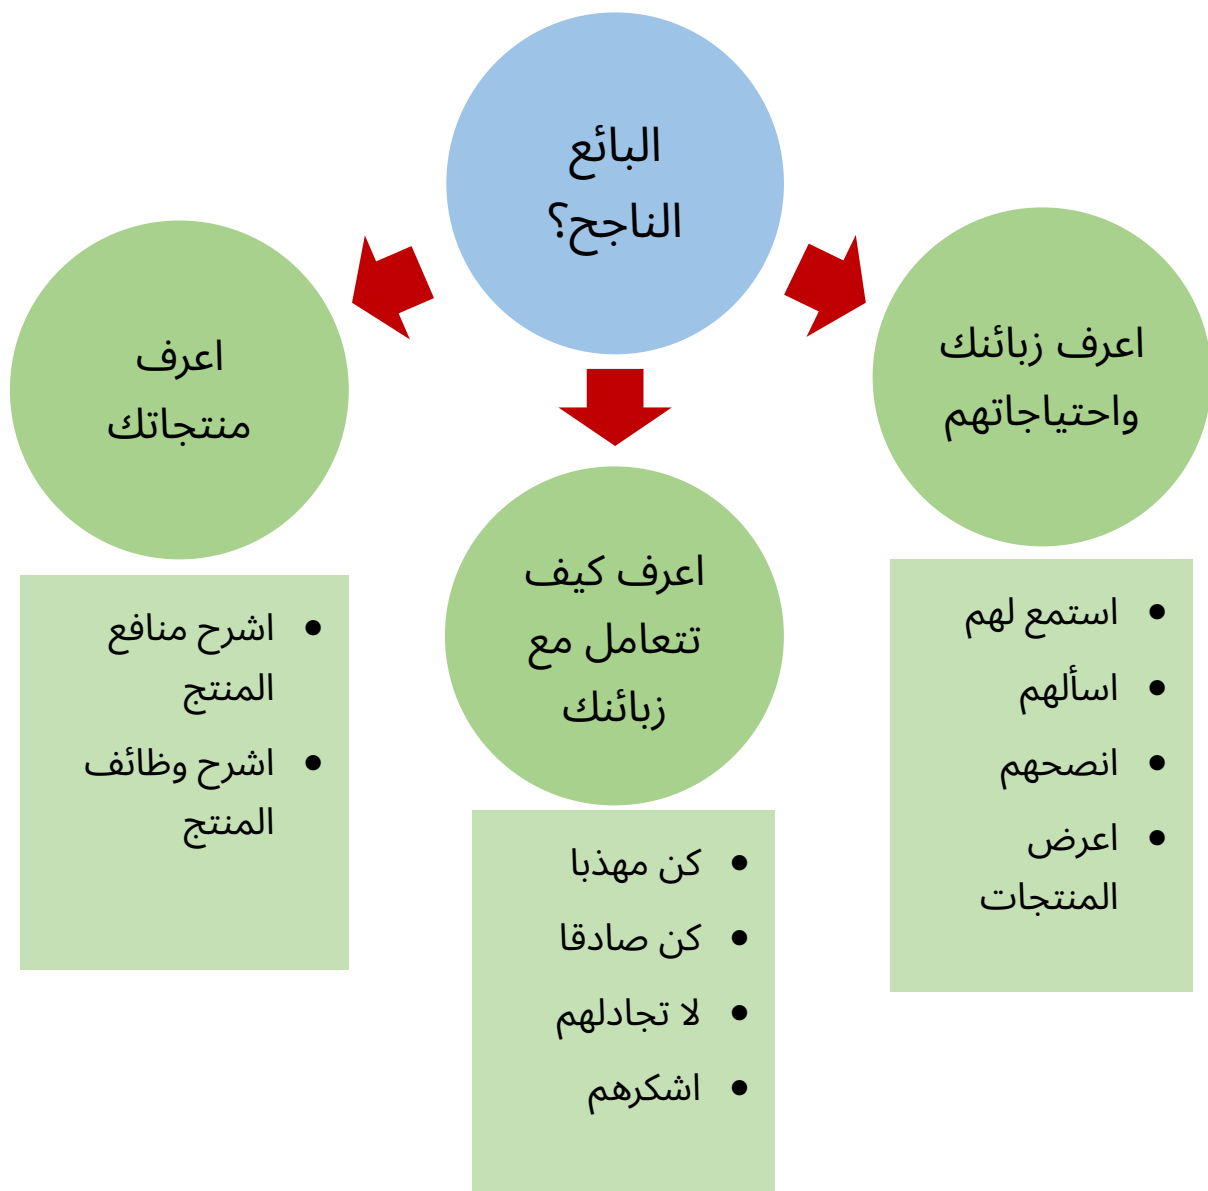 البائع
الناجح؟
اعرف زبائنك
واحتياجاتهم
• استمع لهم
• اسألهم
• انصحهم
• اعرض
المنتجات
اعرف كيف
تتعامل مع
زبائنك
• كن مهذبا
• كن صادقا
• لا تجادلهم
• اشكرهم
اعرف
منتجاتك
• اشرح منافع
المنتج
• اشرح وظائف
المنتج